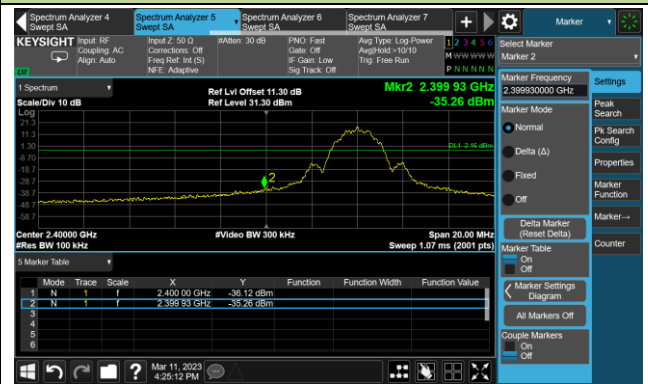 Spectrum Analyzer 4
Swept SA
Spectrum Analyzer 5
Swept SA
Spectrum Analyzer 6
Swept SA
Spectrum Analyzer 7
Swept SA
Marker
KEYSIGHT
Input: RF
Coupling: AC
Align: Auto
Input Z: 50 Ω
Corrections: Off
Freq Ref: Int (S)
NFE: Adaptive
#Atten: 30 dB
PNO: Fast
Gate: Off
IF Gain: Low
Sig Track: Off
Avg Type: Log-Power
Avg|Hold:>10/10
Trig: Free Run
1 2 3 4 5 6
M W W W W W
P N N N N N
Select Marker
Marker 2
1 Spectrum
Scale/Div 10 dB
Ref Lvl Offset 11.30 dB
Ref Level 31.30 dBm
Mkr2 2.399 93 GHz
-35.26 dBm
Log
21.3
11.3
1.30
-8.70
-18.7
-28.7
-38.7
-48.7
-58.7
2
Center 2.40000 GHz
#Res BW 100 kHz
#Video BW 300 kHz
Span 20.00 MHz
Sweep 1.07 ms (2001 pts)
5 Marker Table
Mode Trace Scale X Y Function Function Width Function Value
1 N 1 f 2.400 00 GHz -36.12 dBm
2 N 1 f 2.399 93 GHz -35.26 dBm
3
4
5
6
Marker Frequency
2.399930000 GHz
Marker Mode
Normal
Delta (Δ)
Fixed
Off
Delta Marker
(Reset Delta)
Marker Table
On
Off
Marker Settings
Diagram
All Markers Off
Couple Markers
On
Off
Settings
Peak
Search
Pk Search
Config
Properties
Marker
Function
Marker→
Counter
Mar 11, 2023
4:25:12 PM